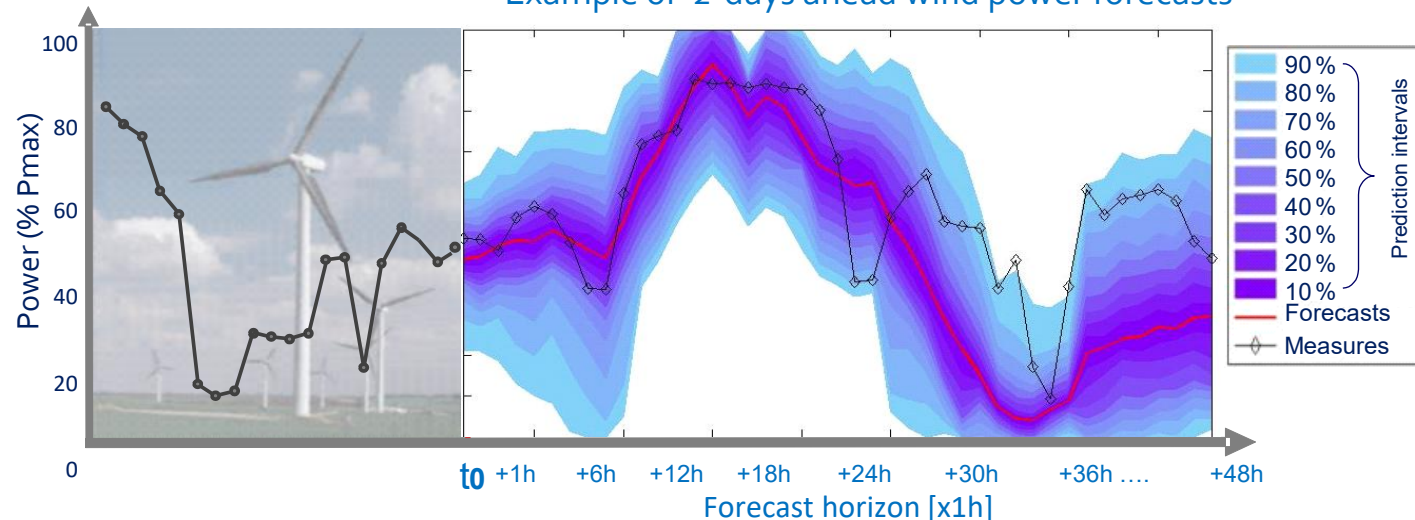 Example of 2-days ahead wind power forecasts
Power (% Pmax)
100
80
60
40
20
0
to +1h +6h +12h +18h +24h +30h +36h .... +48h
Forecast horizon [x1h]
90%
80%
70%
60%
50%
40%
30%
20%
10%
Prediction intervals
Forecasts
Measures